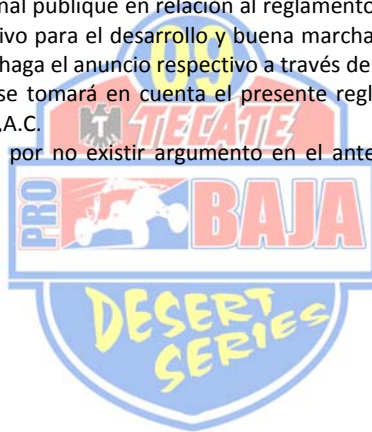 nal publique en relación al reglamento
ivo para el desarrollo y buena marcha
haga el anuncio respectivo a través de
se tomará en cuenta el presente regl
,A.C.
por no existir argumento en el ante
09
TECATE
PRO BAJA
DESERT
SERIES